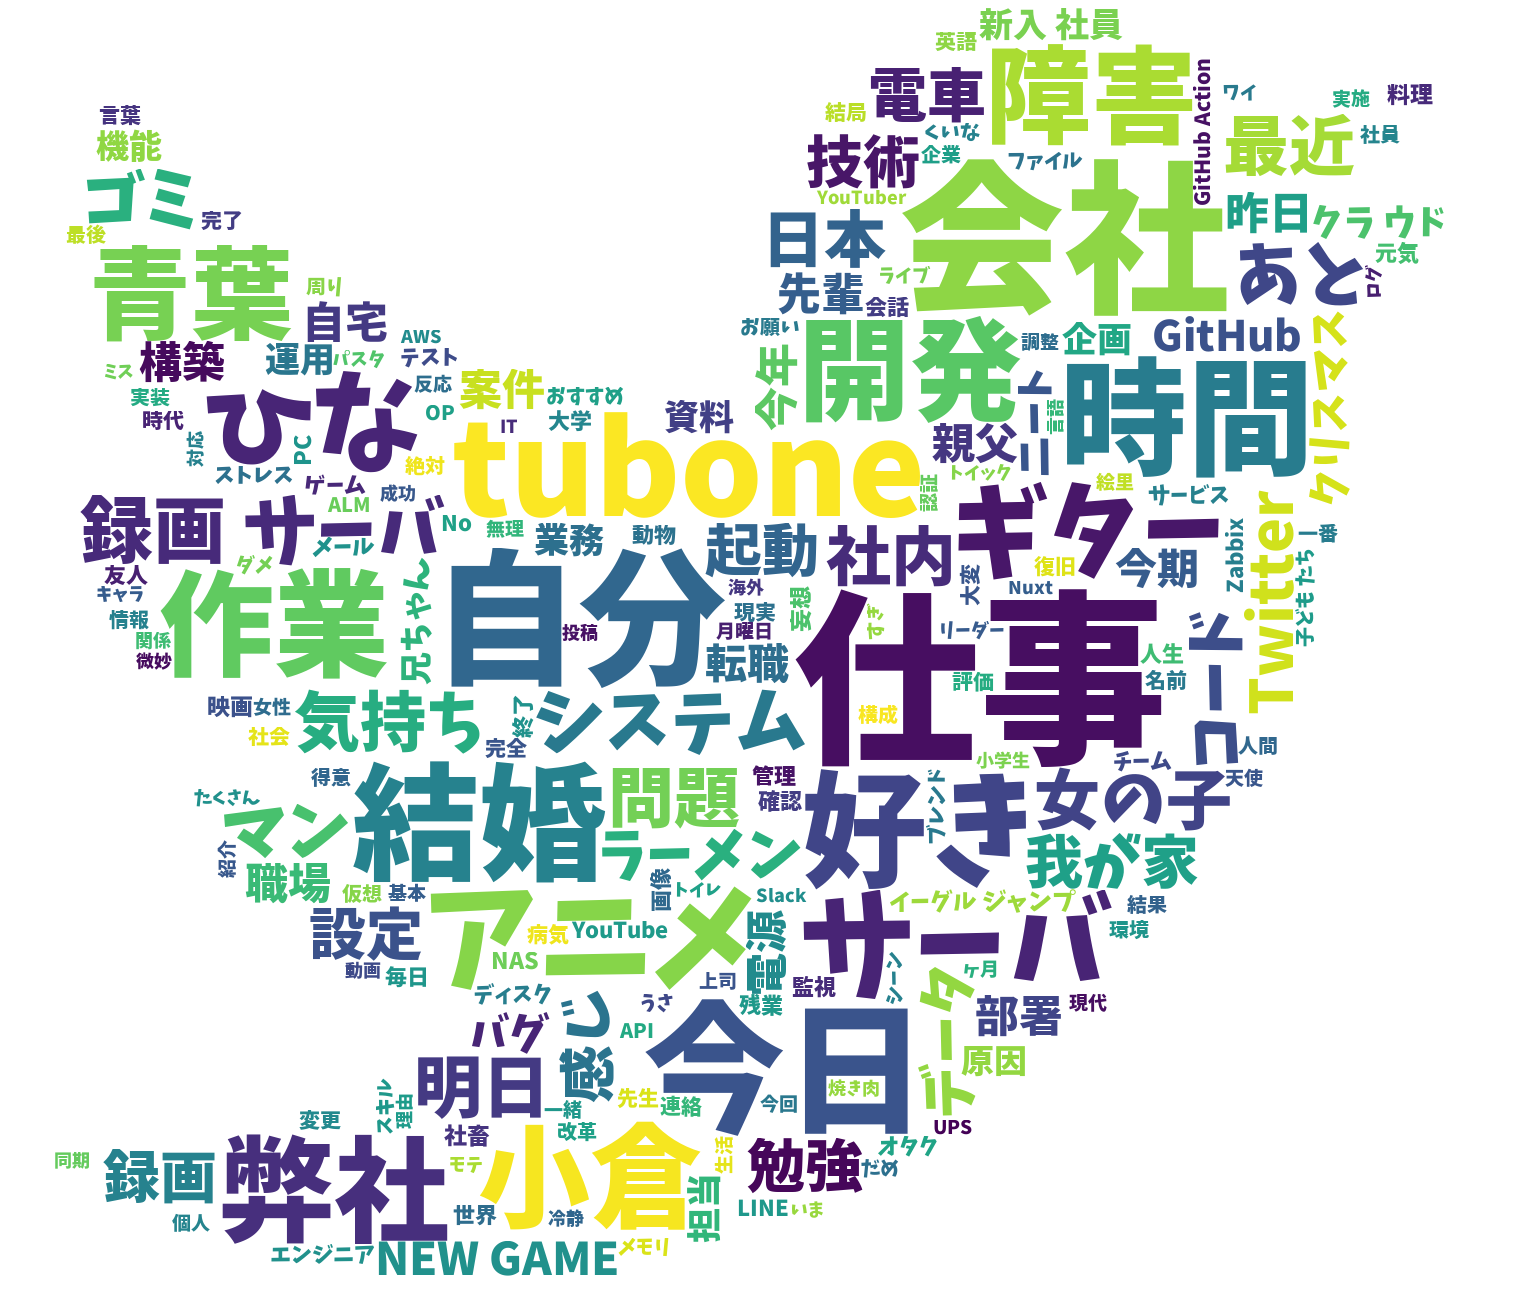 新入 社員
英語
障害
電車
GitHub Action
ワイ
実施
料理
言葉
結局
くいな
最近
社員
機能
技術
企業
ファイル
ゴミ
YouTuber
会社
昨日
クラ ウド
完了
日本
最後
あと
元気
青葉
ライブ
ログ
周り
先輩
会話
自宅
お願い
開発
調整
企画
GitHub
クリスマス
AWS
構築
運用
パスタ
テスト
今年
時間
ミス
ひな
反応
案件
おすすめ
実装
OP
大学
資料
言語
時代
IT
tubone
親父
対応
PC
絶対
トイック
ストレス
ゲーム
成功
認証
絵里
サービス
録画
サーバ
ALM
ギター
Twitter
No
無理
業務
動物
起動
社内
Zabbix
一番
メール
ダメ
復旧
今期
友人
兄ちゃん
自分
海外
大変
Nuxt
子ども たち
キャラ
作業
妄想
仕事
情報
現実
すき
投稿
月曜日
リーダー
関係
転職
人生
微妙
評価
名前
映画
女性
気持ち
終了
システム
構成
社会
完全
人間
小学生
チーム
得意
結婚
問題
管理
好き
女の子
天使
たくさん
確認
ブレンド
マン
ラーメン
我が家
紹介
職場
仮想
基本
画像
トイレ
Slack
イーグル ジャンプ
結果
設定
アニメ
病気
YouTube
電源
サーバ
環境
NAS
動画
毎日
上司
監視
シーン
ヶ月
ディスク
感じ
うさ
残業
データ
部署
現代
バグ
API
今日
原因
明日
スキル
理由
一緒
先生
連絡
今回
焼き肉
変更
社畜
改革
UPS
同期
録画
弊社
モテ
小倉
生活
勉強
オタク
だめ
個人
世界
冷静
担当
LINE
いま
エンジニア
NEW GAME
メモリ